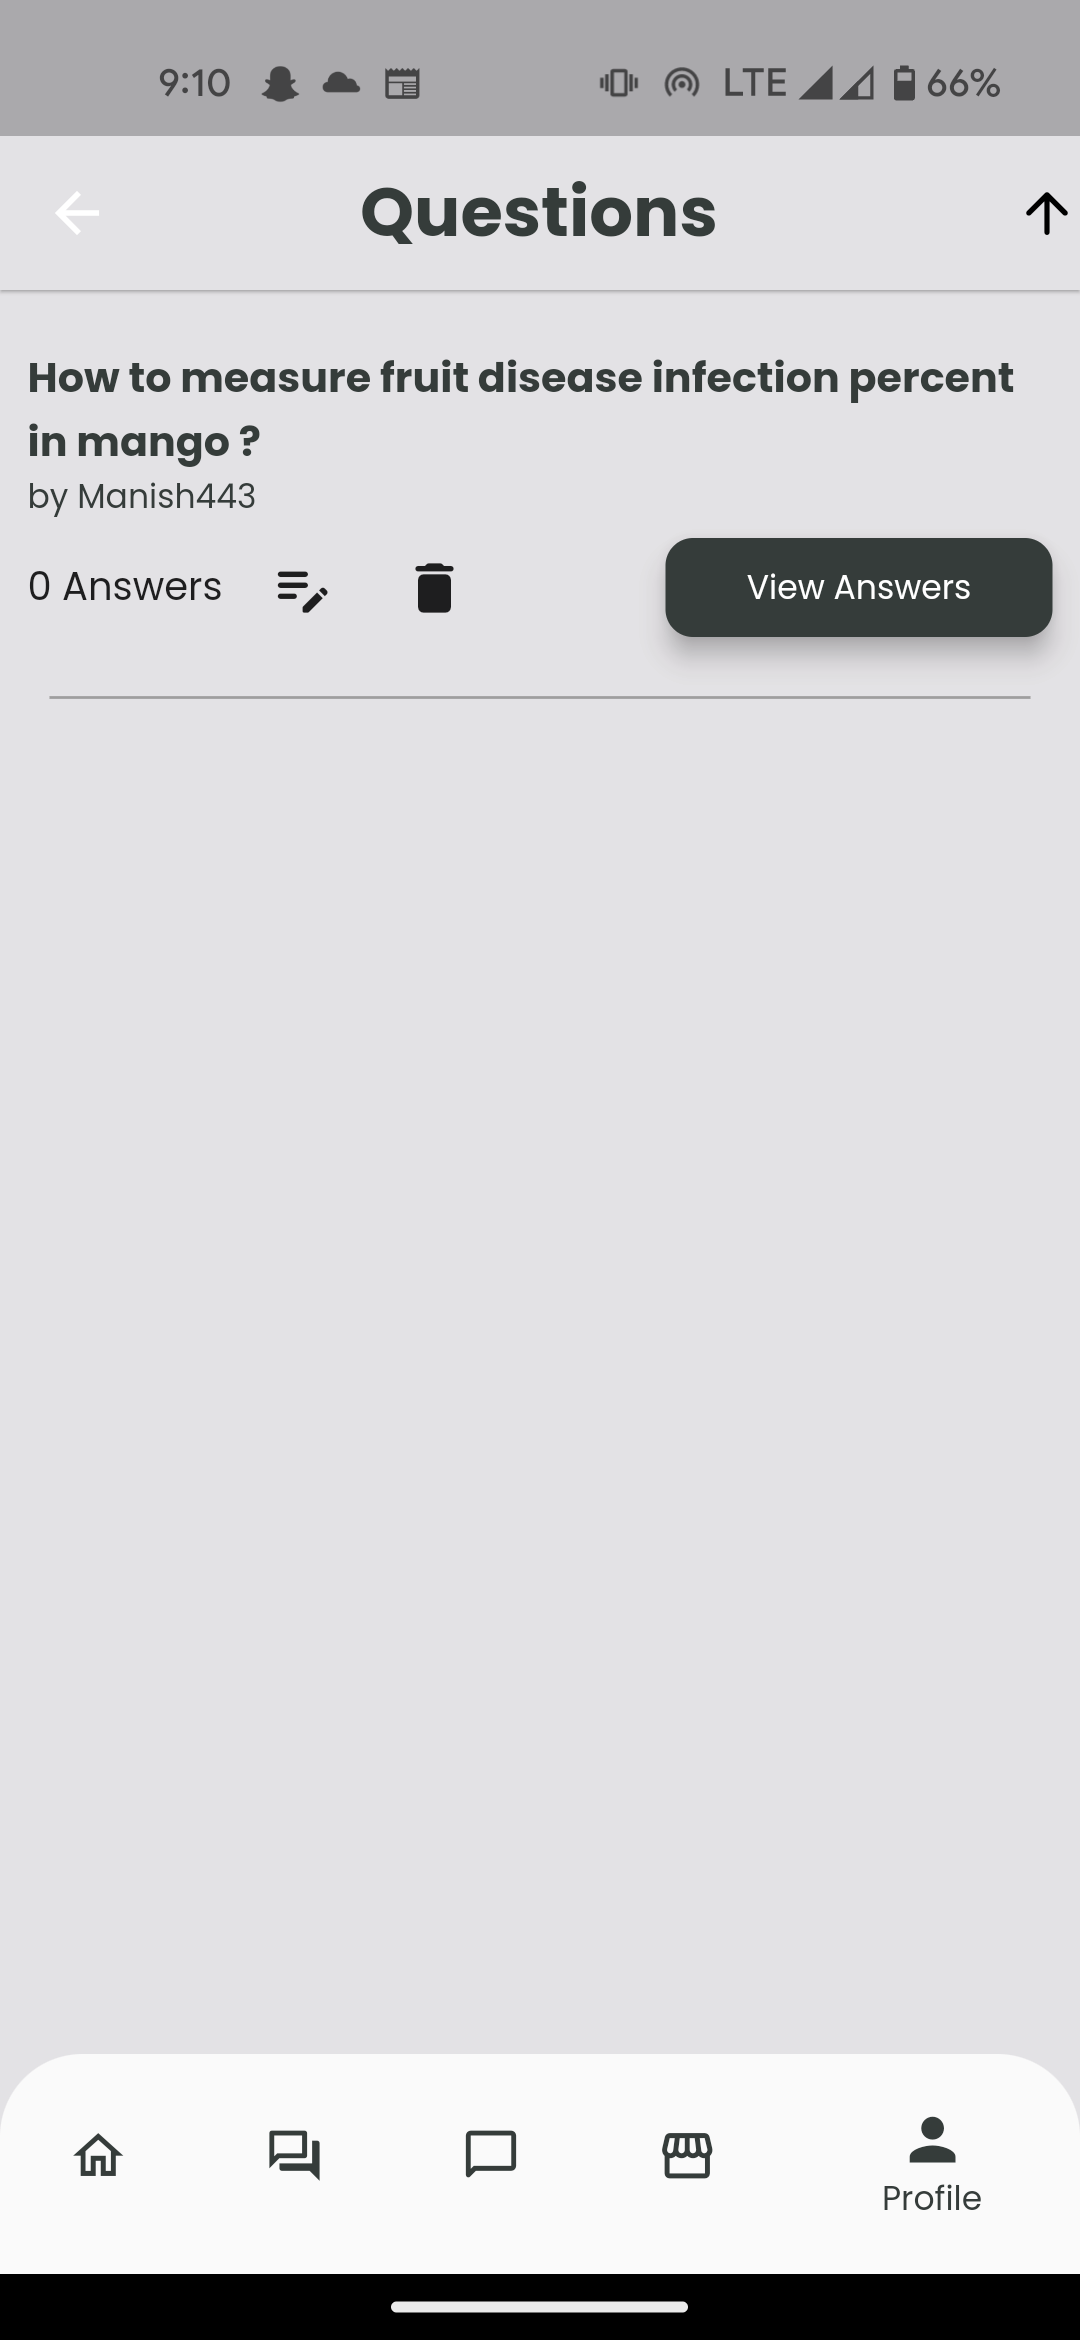 9:10 LTE 66%
Questions
How to measure fruit disease infection percent
in mango ?
by Manish443
0 Answers View Answers
Profile